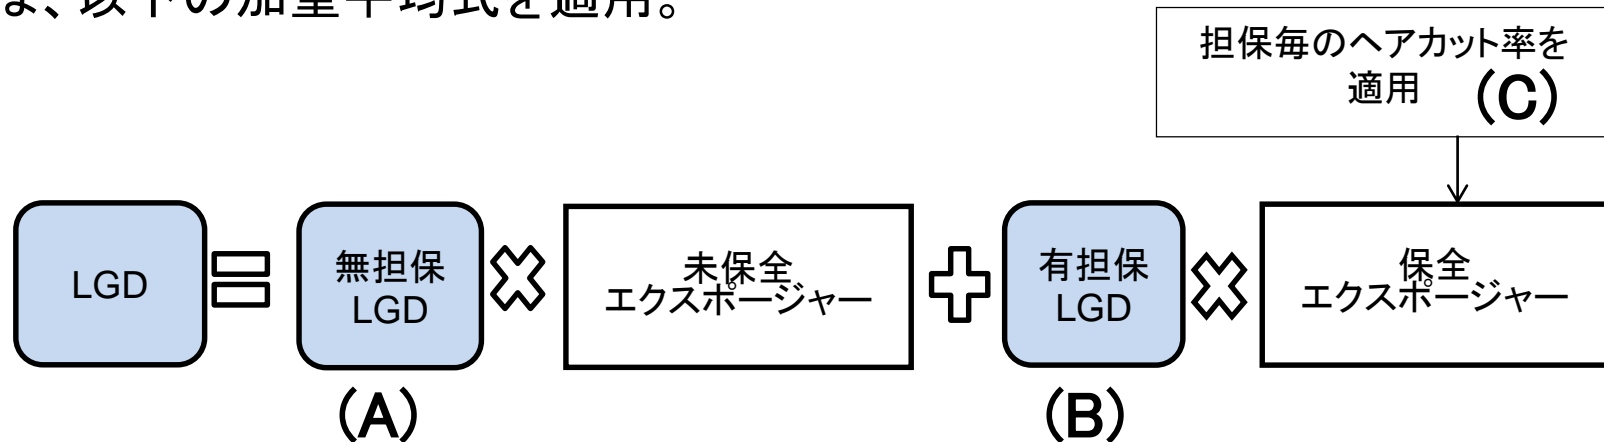 は、以下の加重平均式を適用。
担保毎のヘアカット率を
適用 (C)
LGD
無担保
LGD
未保全
エクスポージャー
有担保
LGD
保全
エクスポージャー
(A)
(B)